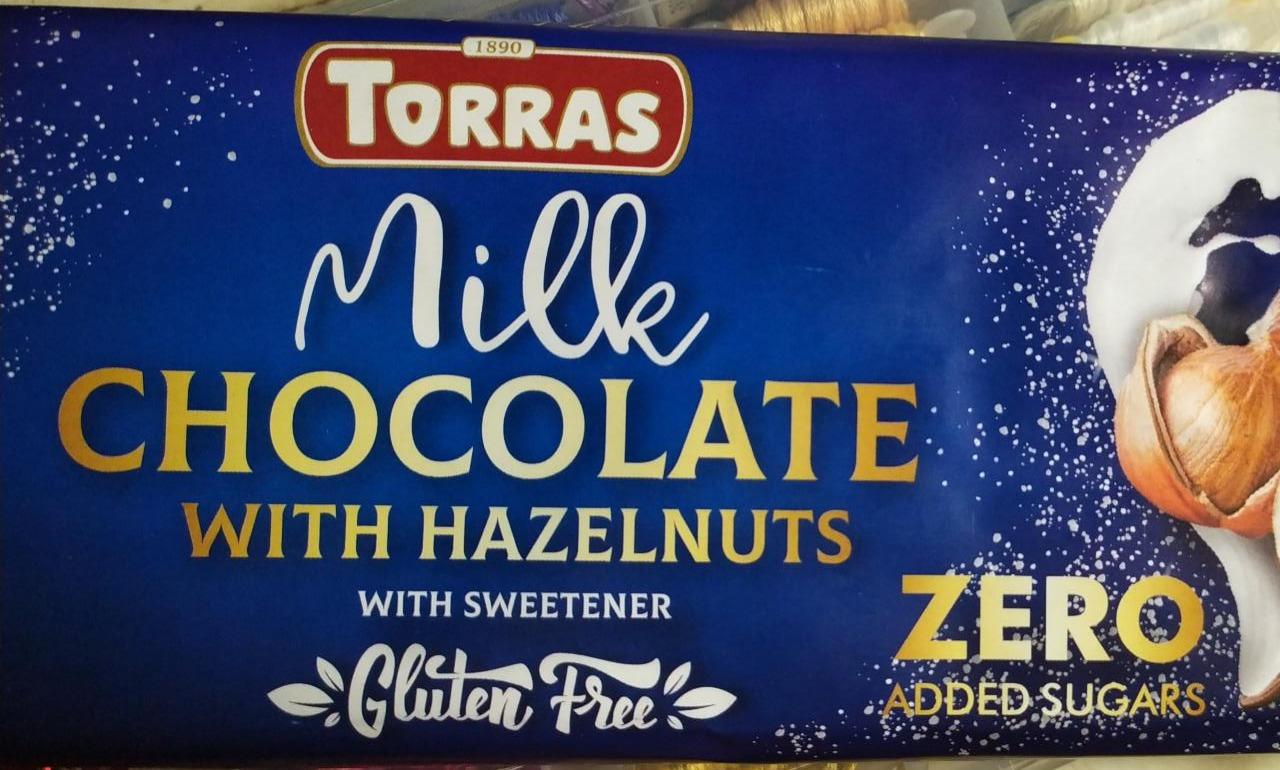 1890
TORRAS
Milk
CHOCOLATE
WITH HAZELNUTS
WITH SWEETENER
Gluten Free
ZERO
ADDED SUGARS